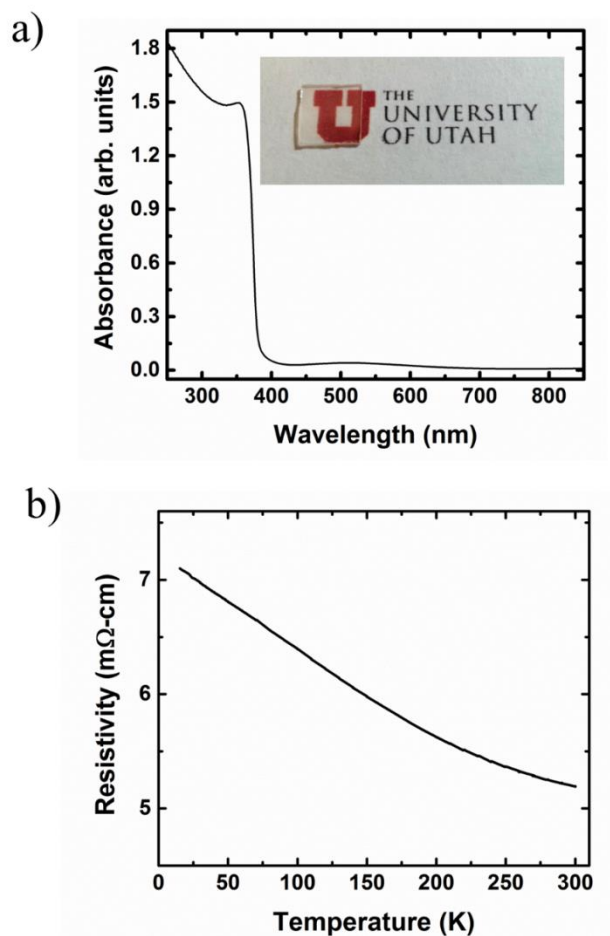 a)
1.8
1.5
1.2
0.9
0.6
0.3
0.0
Absorbance (arb. units)
THE
UNIVERSITY
OF UTAH
U
300 400 500 600 700 800
Wavelength (nm)
b)
7
6
5
Resistivity (mΩ-cm)
0 50 100 150 200 250 300
Temperature (K)